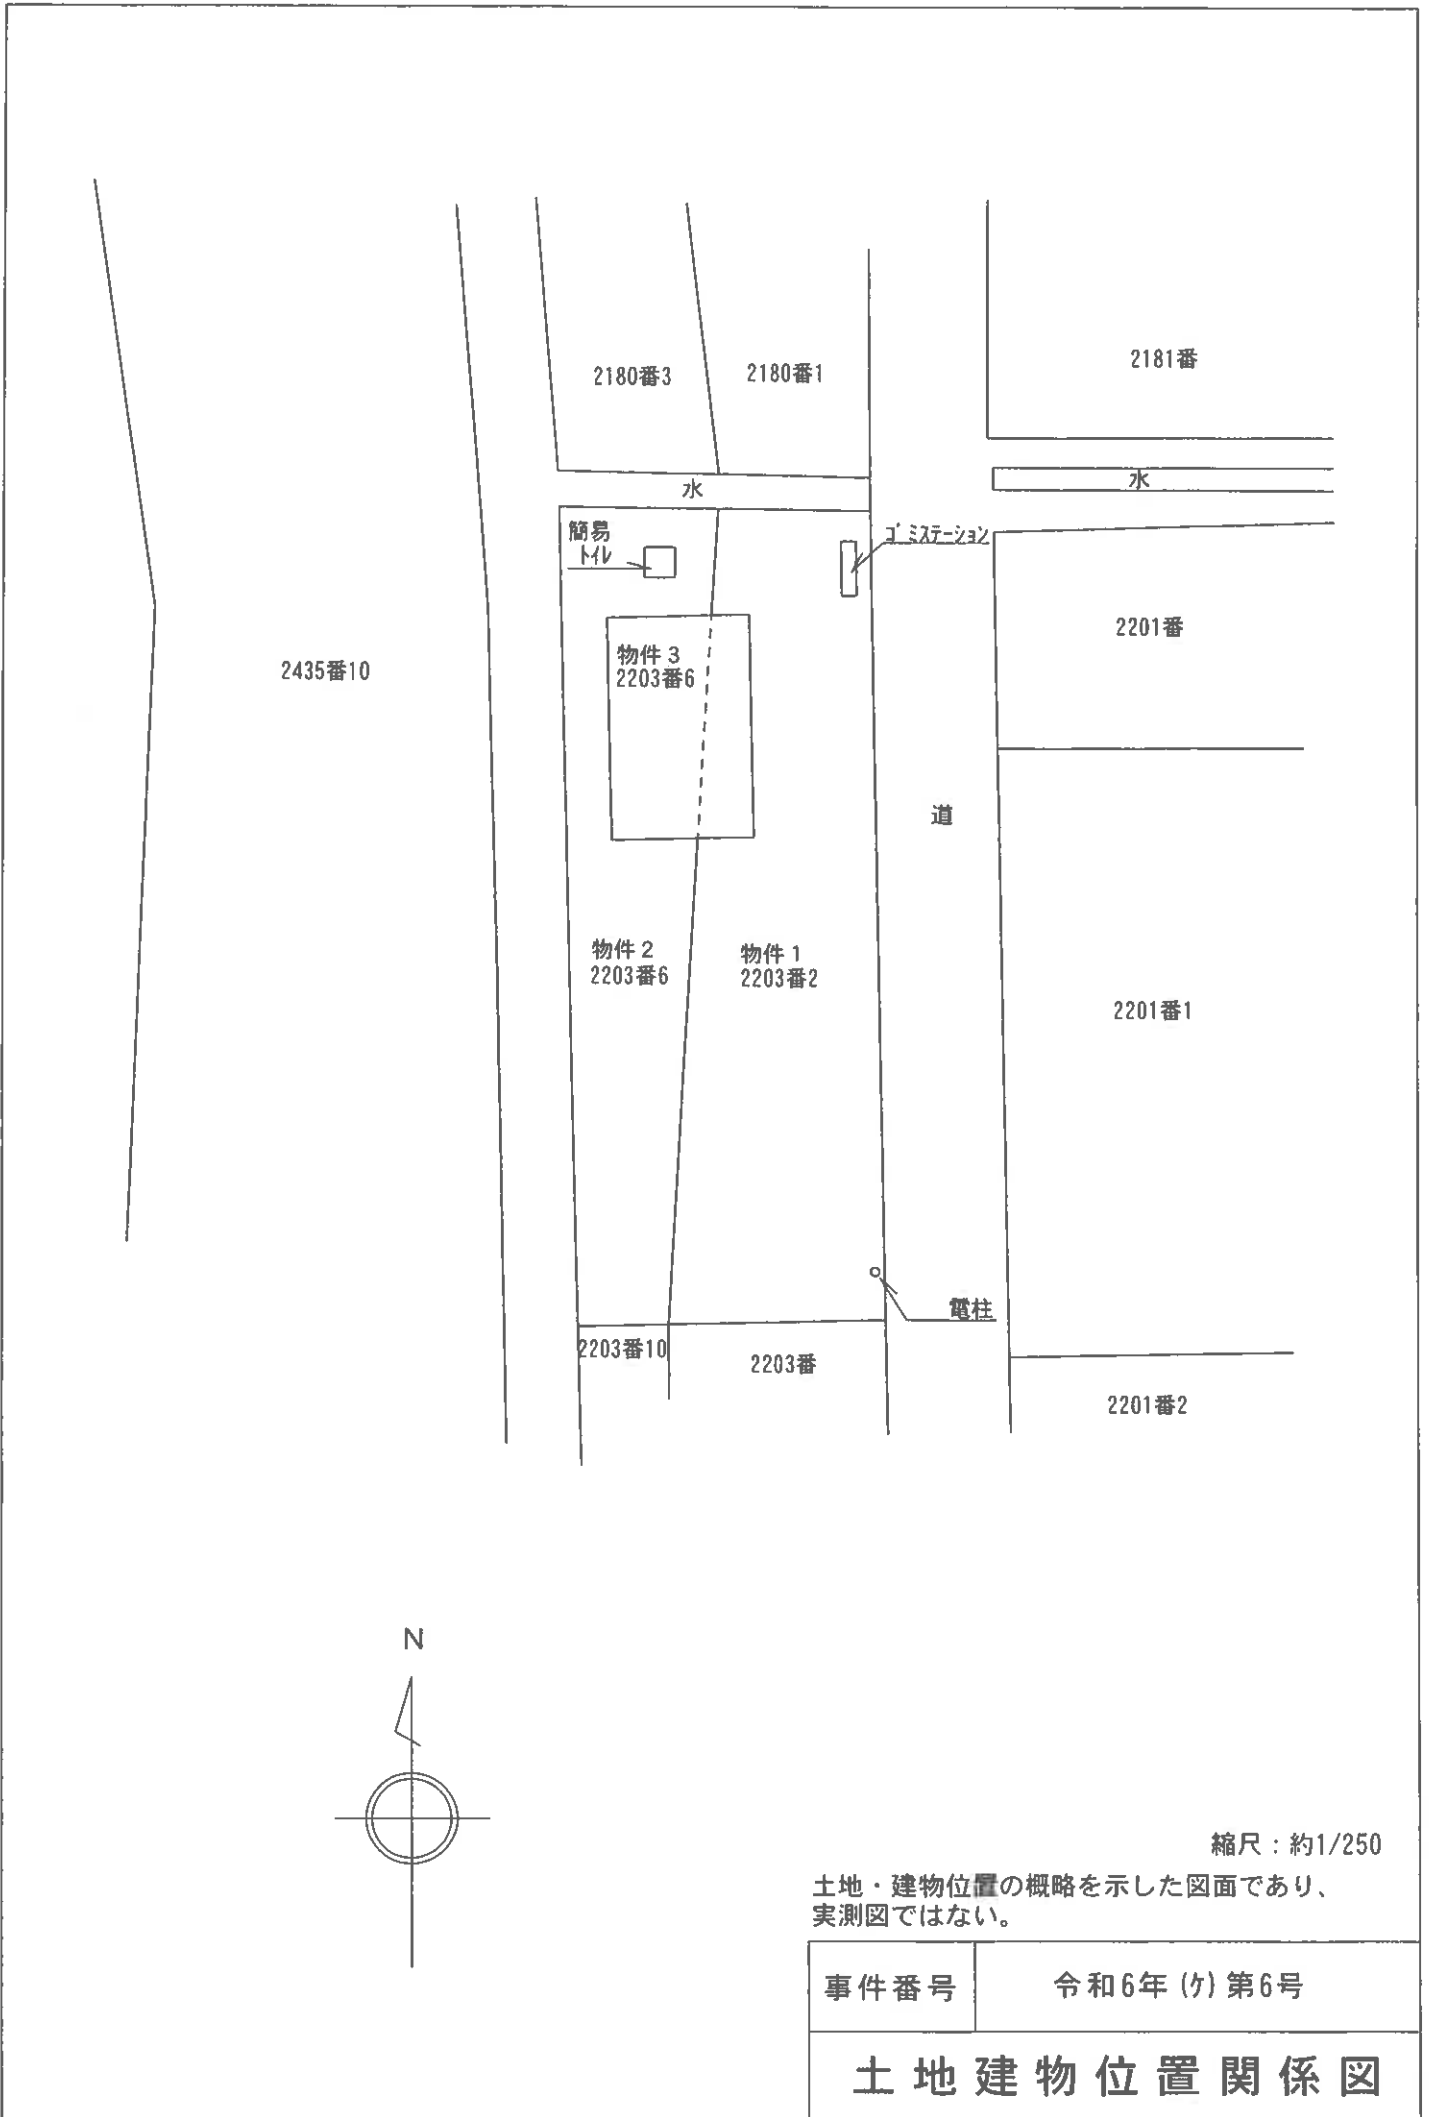 2180番3
2180番1
2181番
水
水
簡易
トイレ
ゴミステーション
2201番
物件3
2203番6
2435番10
道
物件2
2203番6
物件1
2203番2
2201番1
電柱
2203番10
2203番
2201番2
N
縮尺：約1/250
土地・建物位置の概略を示した図面であり、
実測図ではない。
事件番号
令和6年(ケ)第6号
土地建物位置関係図